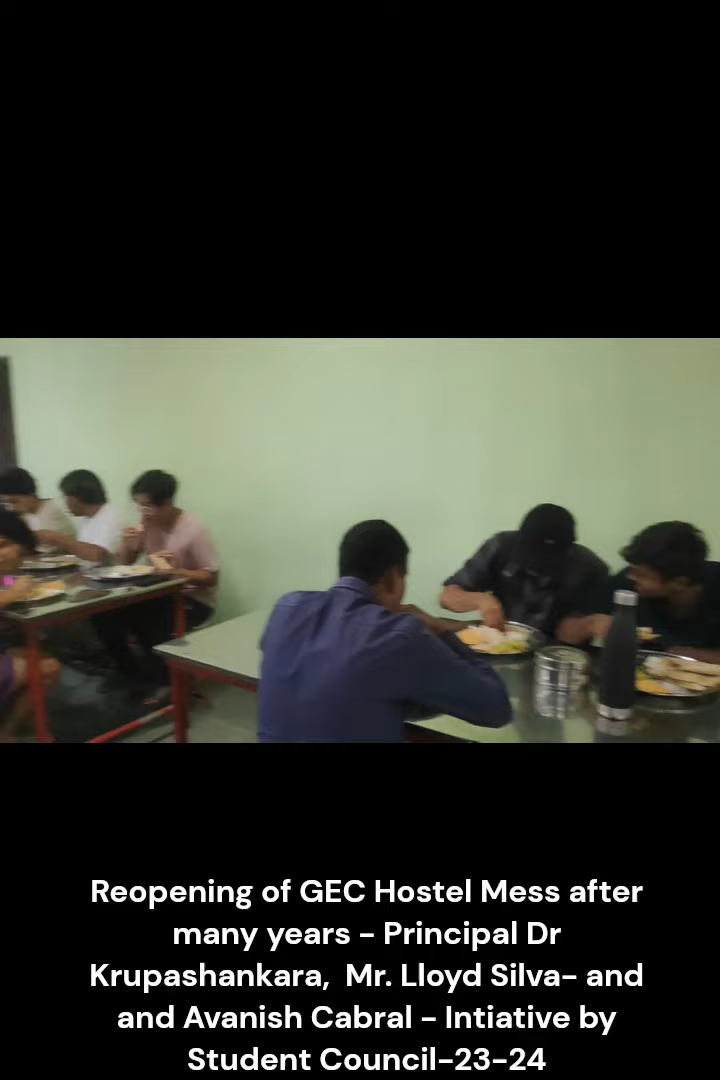 Reopening of GEC Hostel Mess after
many years - Principal Dr
Krupashankara, Mr. Lloyd Silva- and
and Avanish Cabral - Intiative by
Student Council-23-24